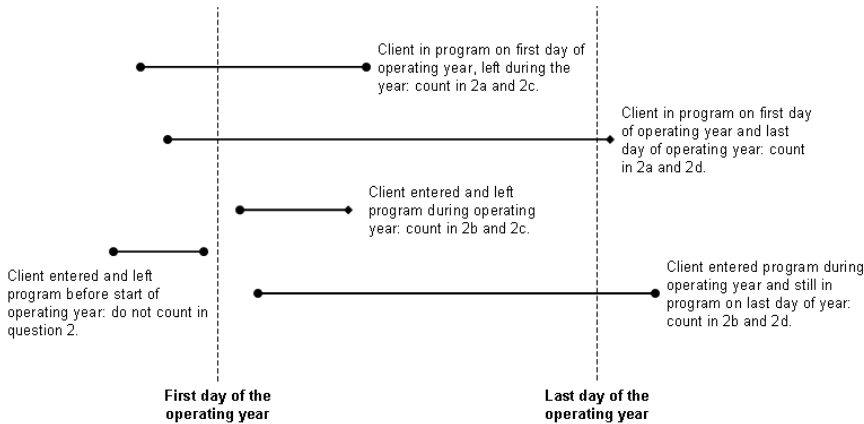 Client in program on first day of
operating year, left during the
year: count in 2a and 2c.
Client in program on first day
of operating year and last
day of operating year: count
in 2a and 2d.
Client entered and left
program during operating
year: count in 2b and 2c.
Client entered and left
program before start of
operating year: do not count in
question 2.
Client entered program during
operating year and still in
program on last day of year:
count in 2b and 2d.
First day of the
operating year
Last day of the
operating year